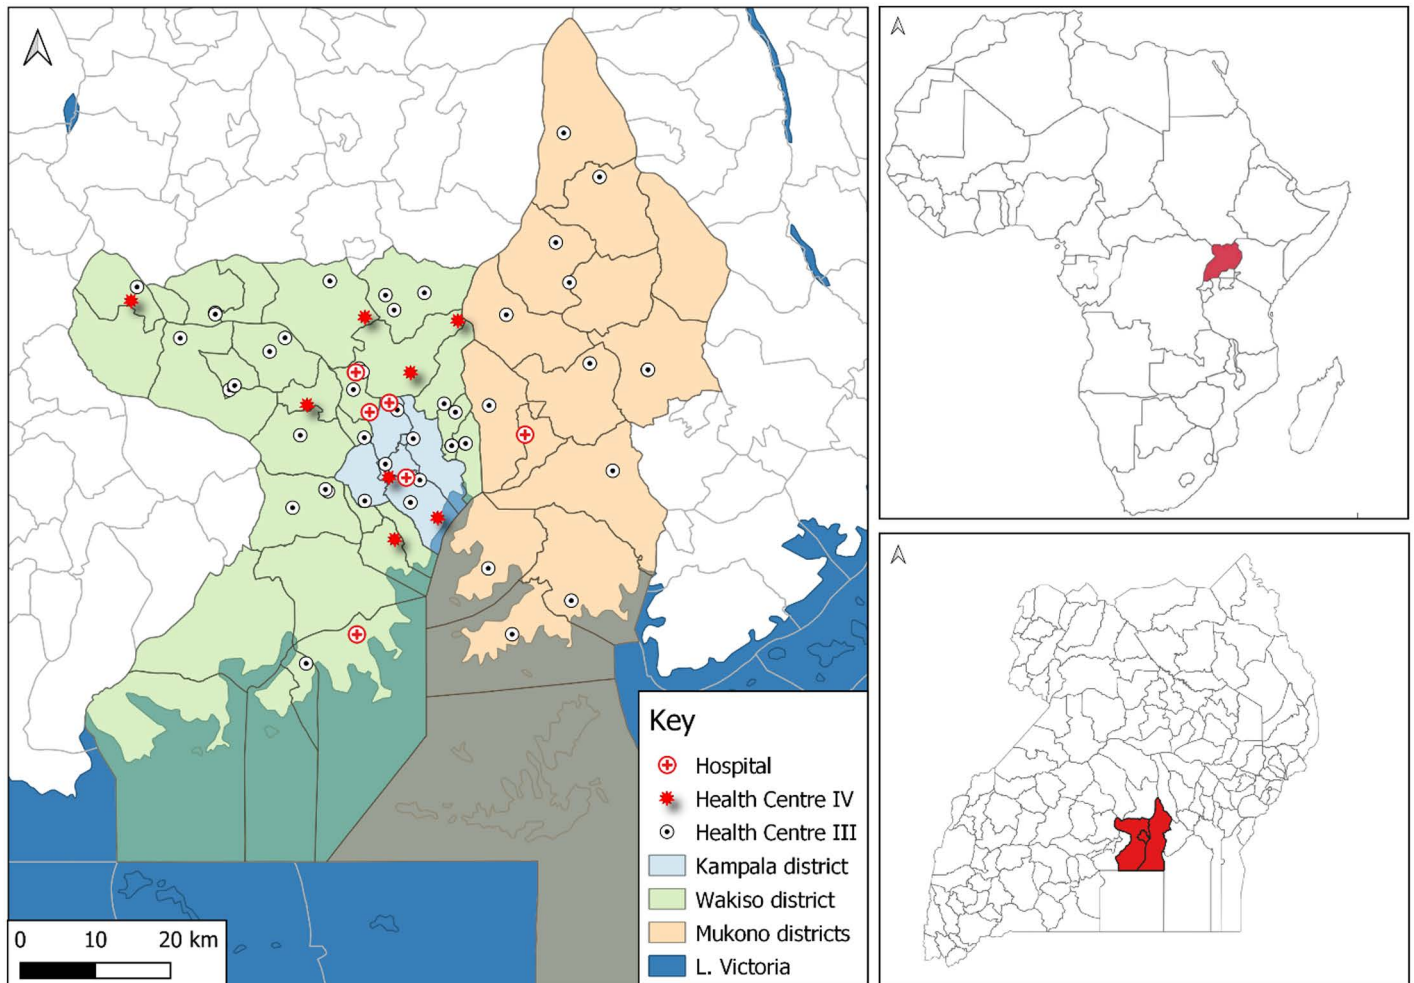 Key
Hospital
Health Centre IV
Health Centre III
Kampala district
Wakiso district
Mukono districts
L. Victoria
0 10 20 km